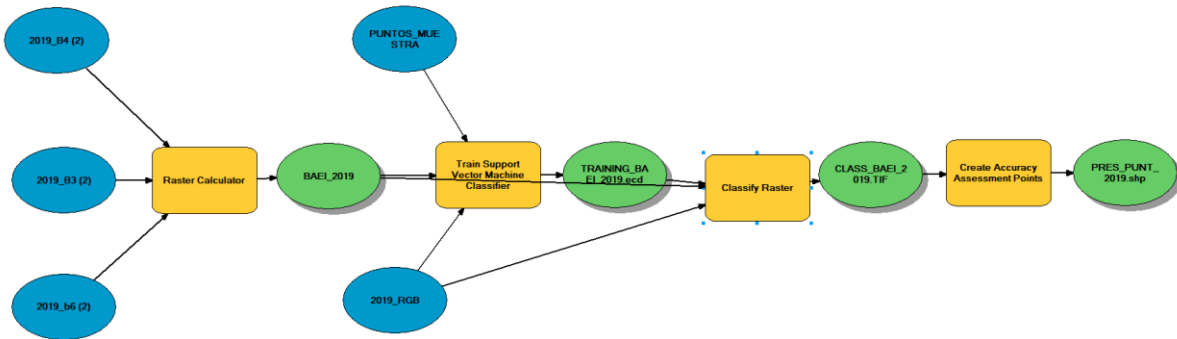 2019_B4 (2)
PUNTOS_MUE
STRA
2019_B3 (2)
Raster Calculator
BAEI_2019
Train Support
Vector Machine
Classifier
TRAINING_BA
EI_2019.ecd
Classify Raster
CLASS_BAEI_2
019.TIF
Create Accuracy
Assessment Points
PRES_PUNT_
2019.shp
2019_b6 (2)
2019_RGB